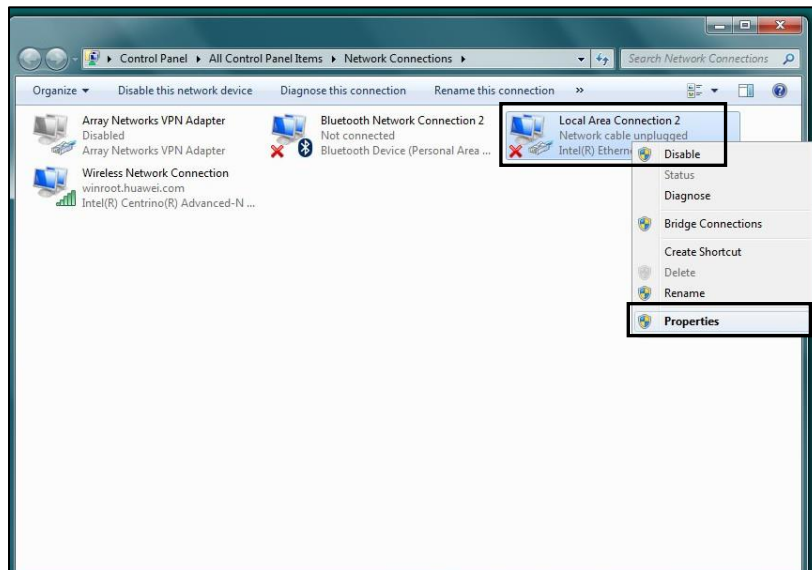 Control Panel ▸ All Control Panel Items ▸ Network Connections ▸
Search Network Connections
Organize Disable this network device Diagnose this connection Rename this connection »
Array Networks VPN Adapter
Disabled
Array Networks VPN Adapter
Bluetooth Network Connection 2
Not connected
Bluetooth Device (Personal Area ...
Local Area Connection 2
Network cable unplugged
Intel(R)
Wireless Network Connection
winroot.huawei.com
Intel(R) Centrino(R) Advanced-N ...
Disable
Status
Diagnose
Bridge Connections
Create Shortcut
Delete
Rename
Properties